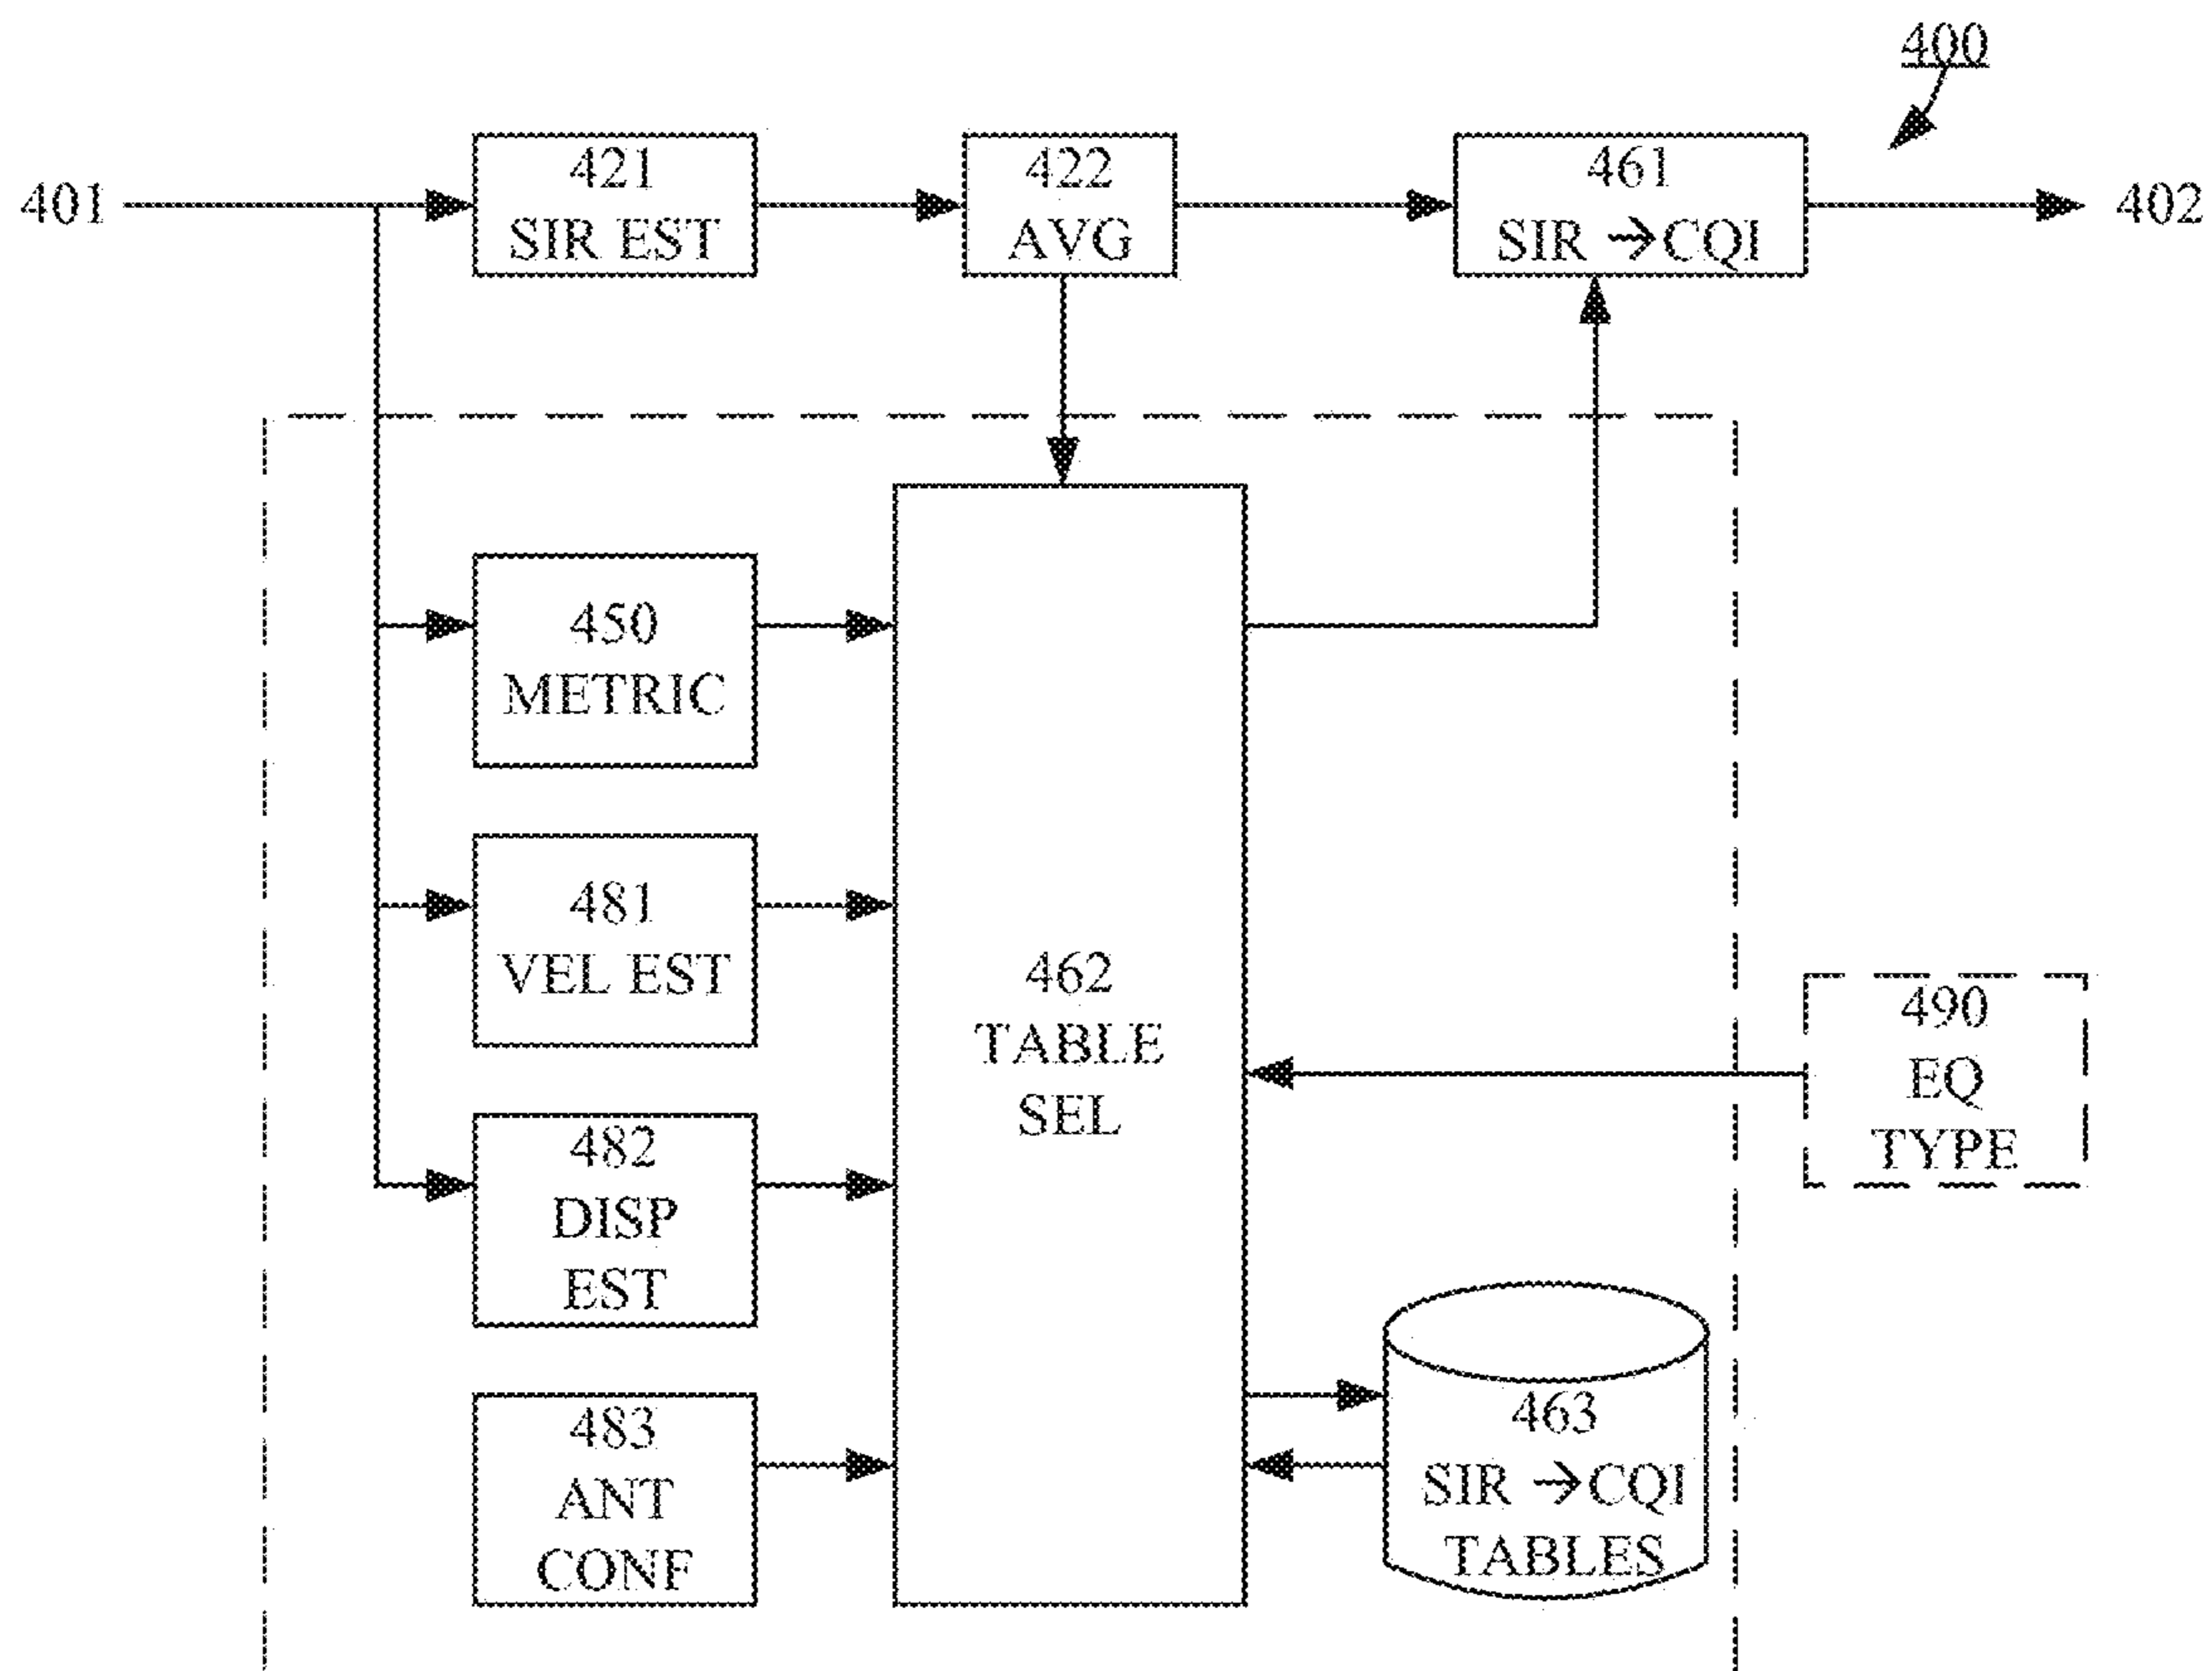 400
401
421
SIR EST
422
AVG
461
SIR →CQI
402
450
METRIC
481
VEL EST
462
TABLE
SEL
490
EQ
TYPE
482
DISP
EST
483
ANT
CONF
463
SIR →CQI
TABLES